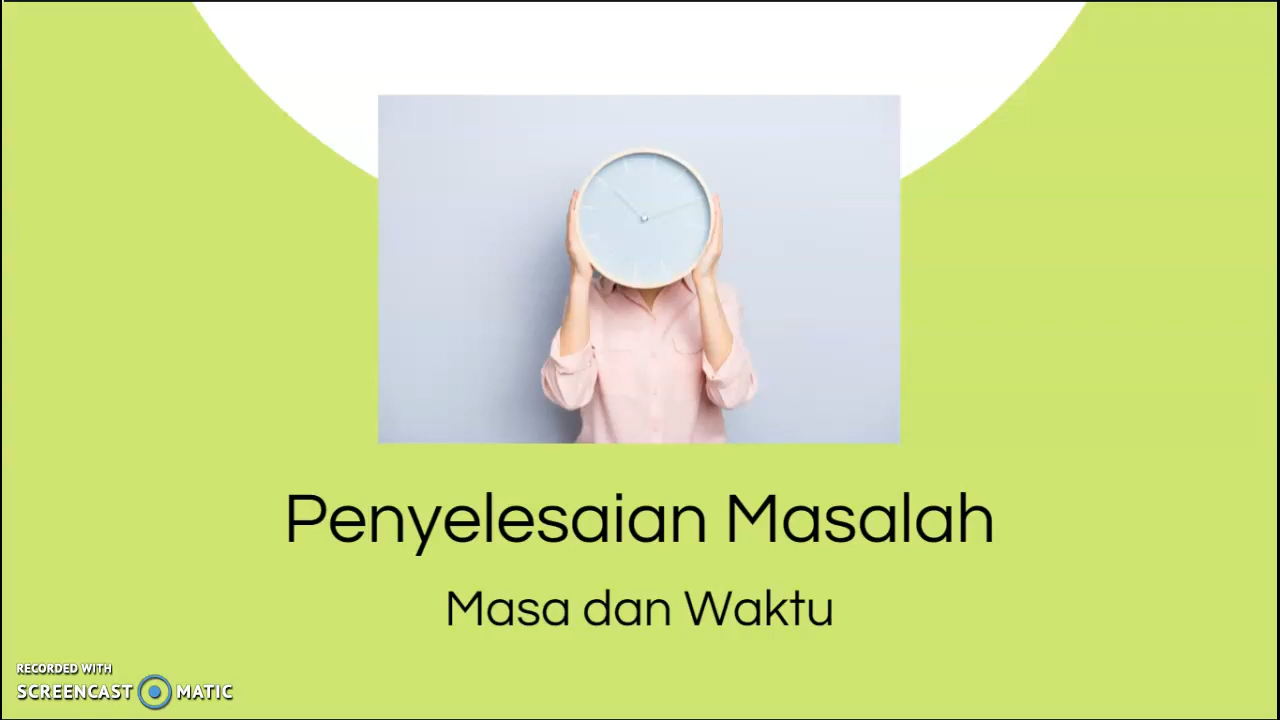 Penyelesaian Masalah
Masa dan Waktu
RECORDED WITH
SCREENCAST MATIC